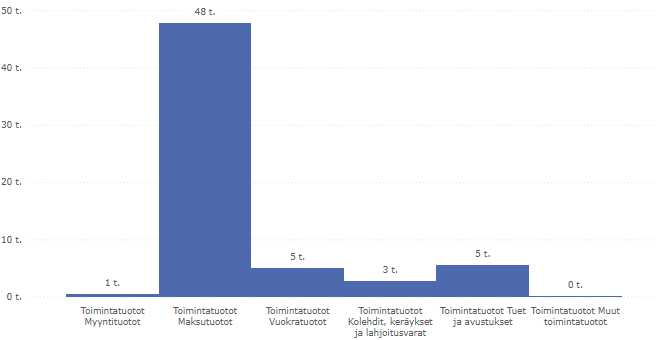 50 t.
48 t.
40 t.
30 t.
20 t.
10 t.
5 t.
5 t.
3 t.
1 t.
0 t.
0 t.
Toimintatuotot
Myyntituotot
Toimintatuotot
Maksutuotot
Toimintatuotot
Vuokratuotot
Toimintatuotot
Kolehdit, keräykset
ja lahjoitusvarat
Toimintatuotot Tuet
ja avustukset
Toimintatuotot Muut
toimintatuotot